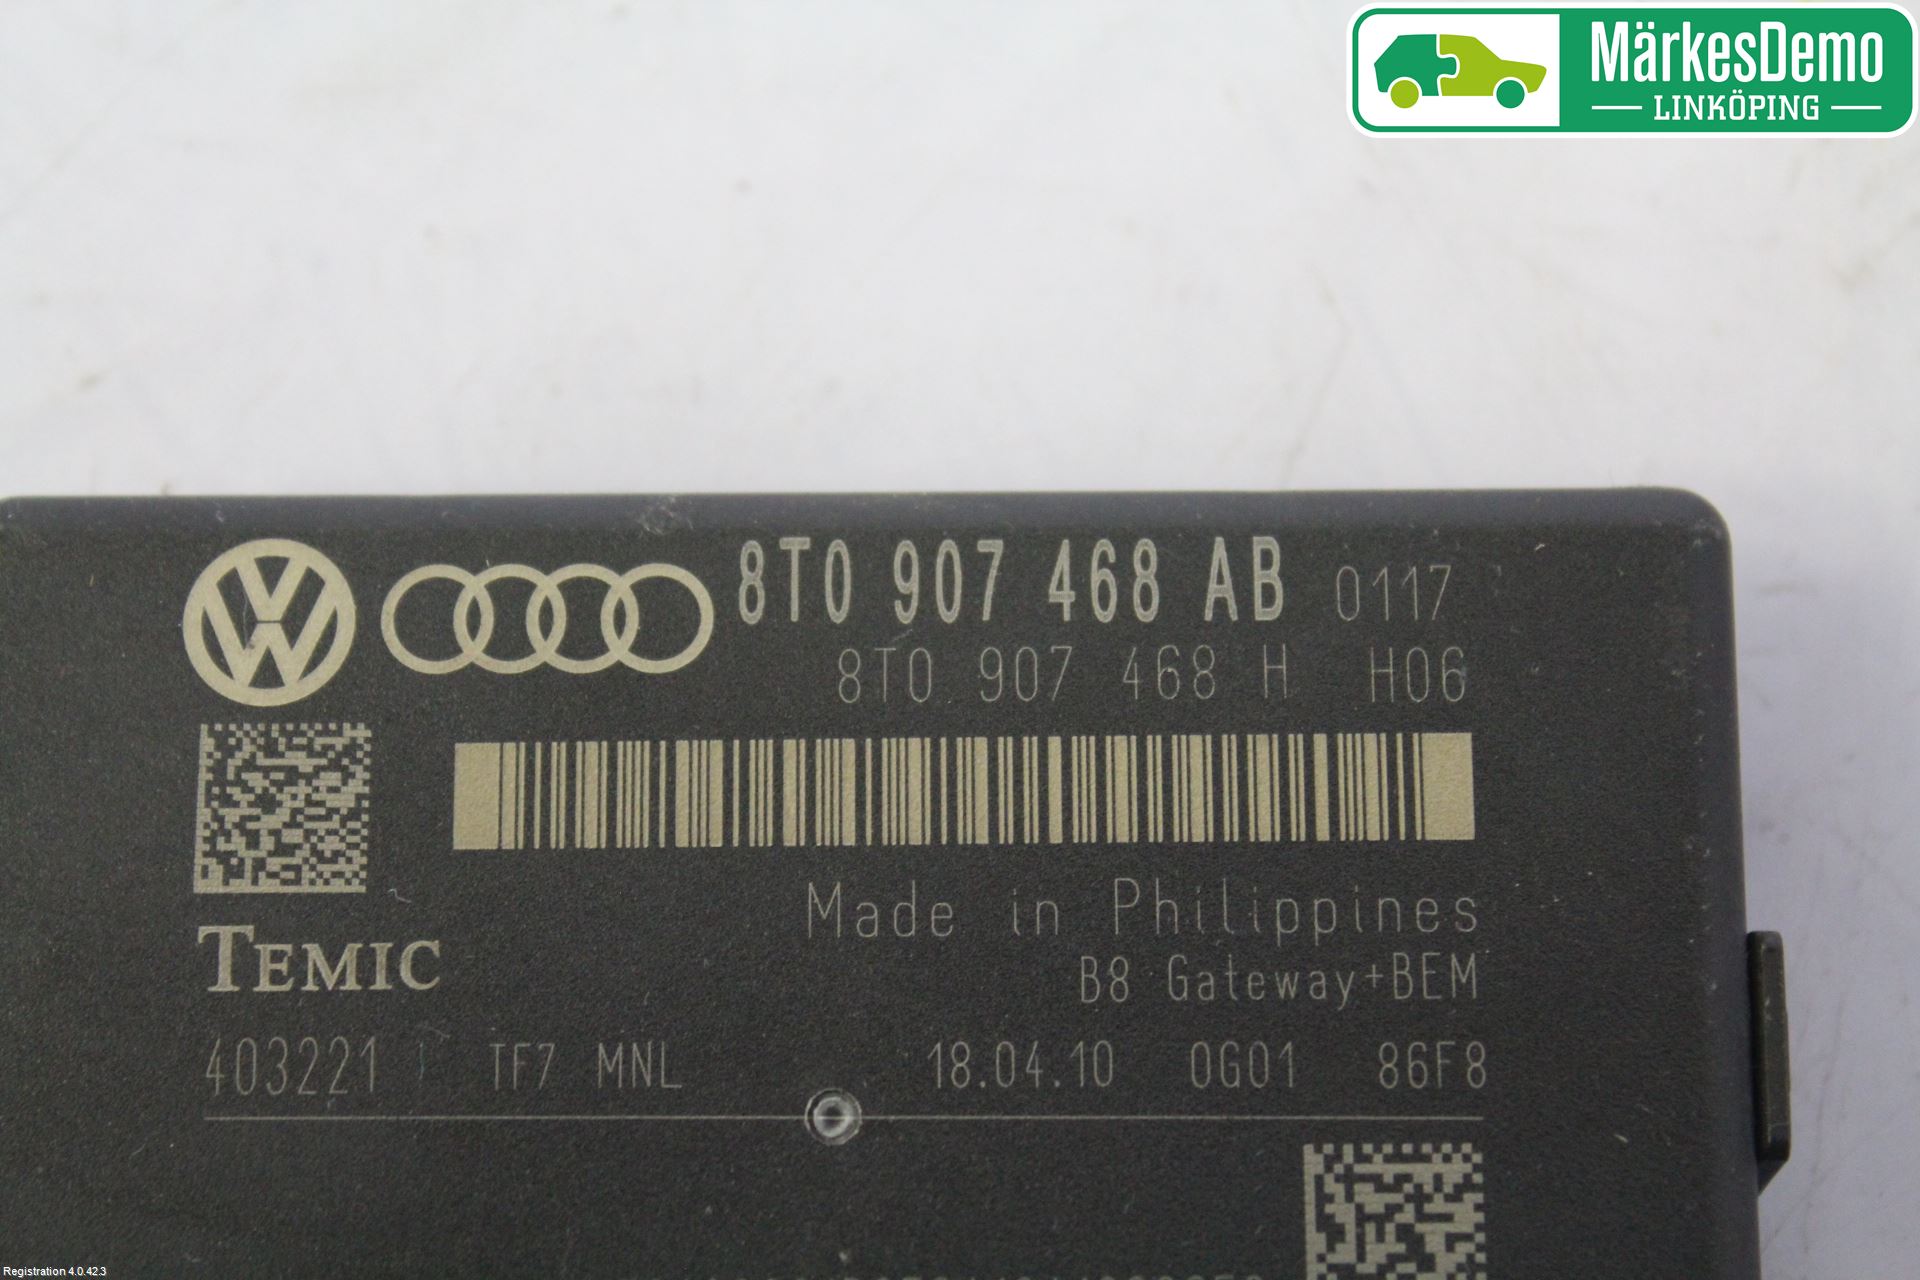 MärkesDemo
LINKÖPING
8T0 907 468 AB 0117
8T0 907 468 H H06
Made in Philippines
TEMIC
B8 Gateway+BEM
403221 TF7 MNL 18.04.10 0G01 86F8
Registration 4.0.42.3